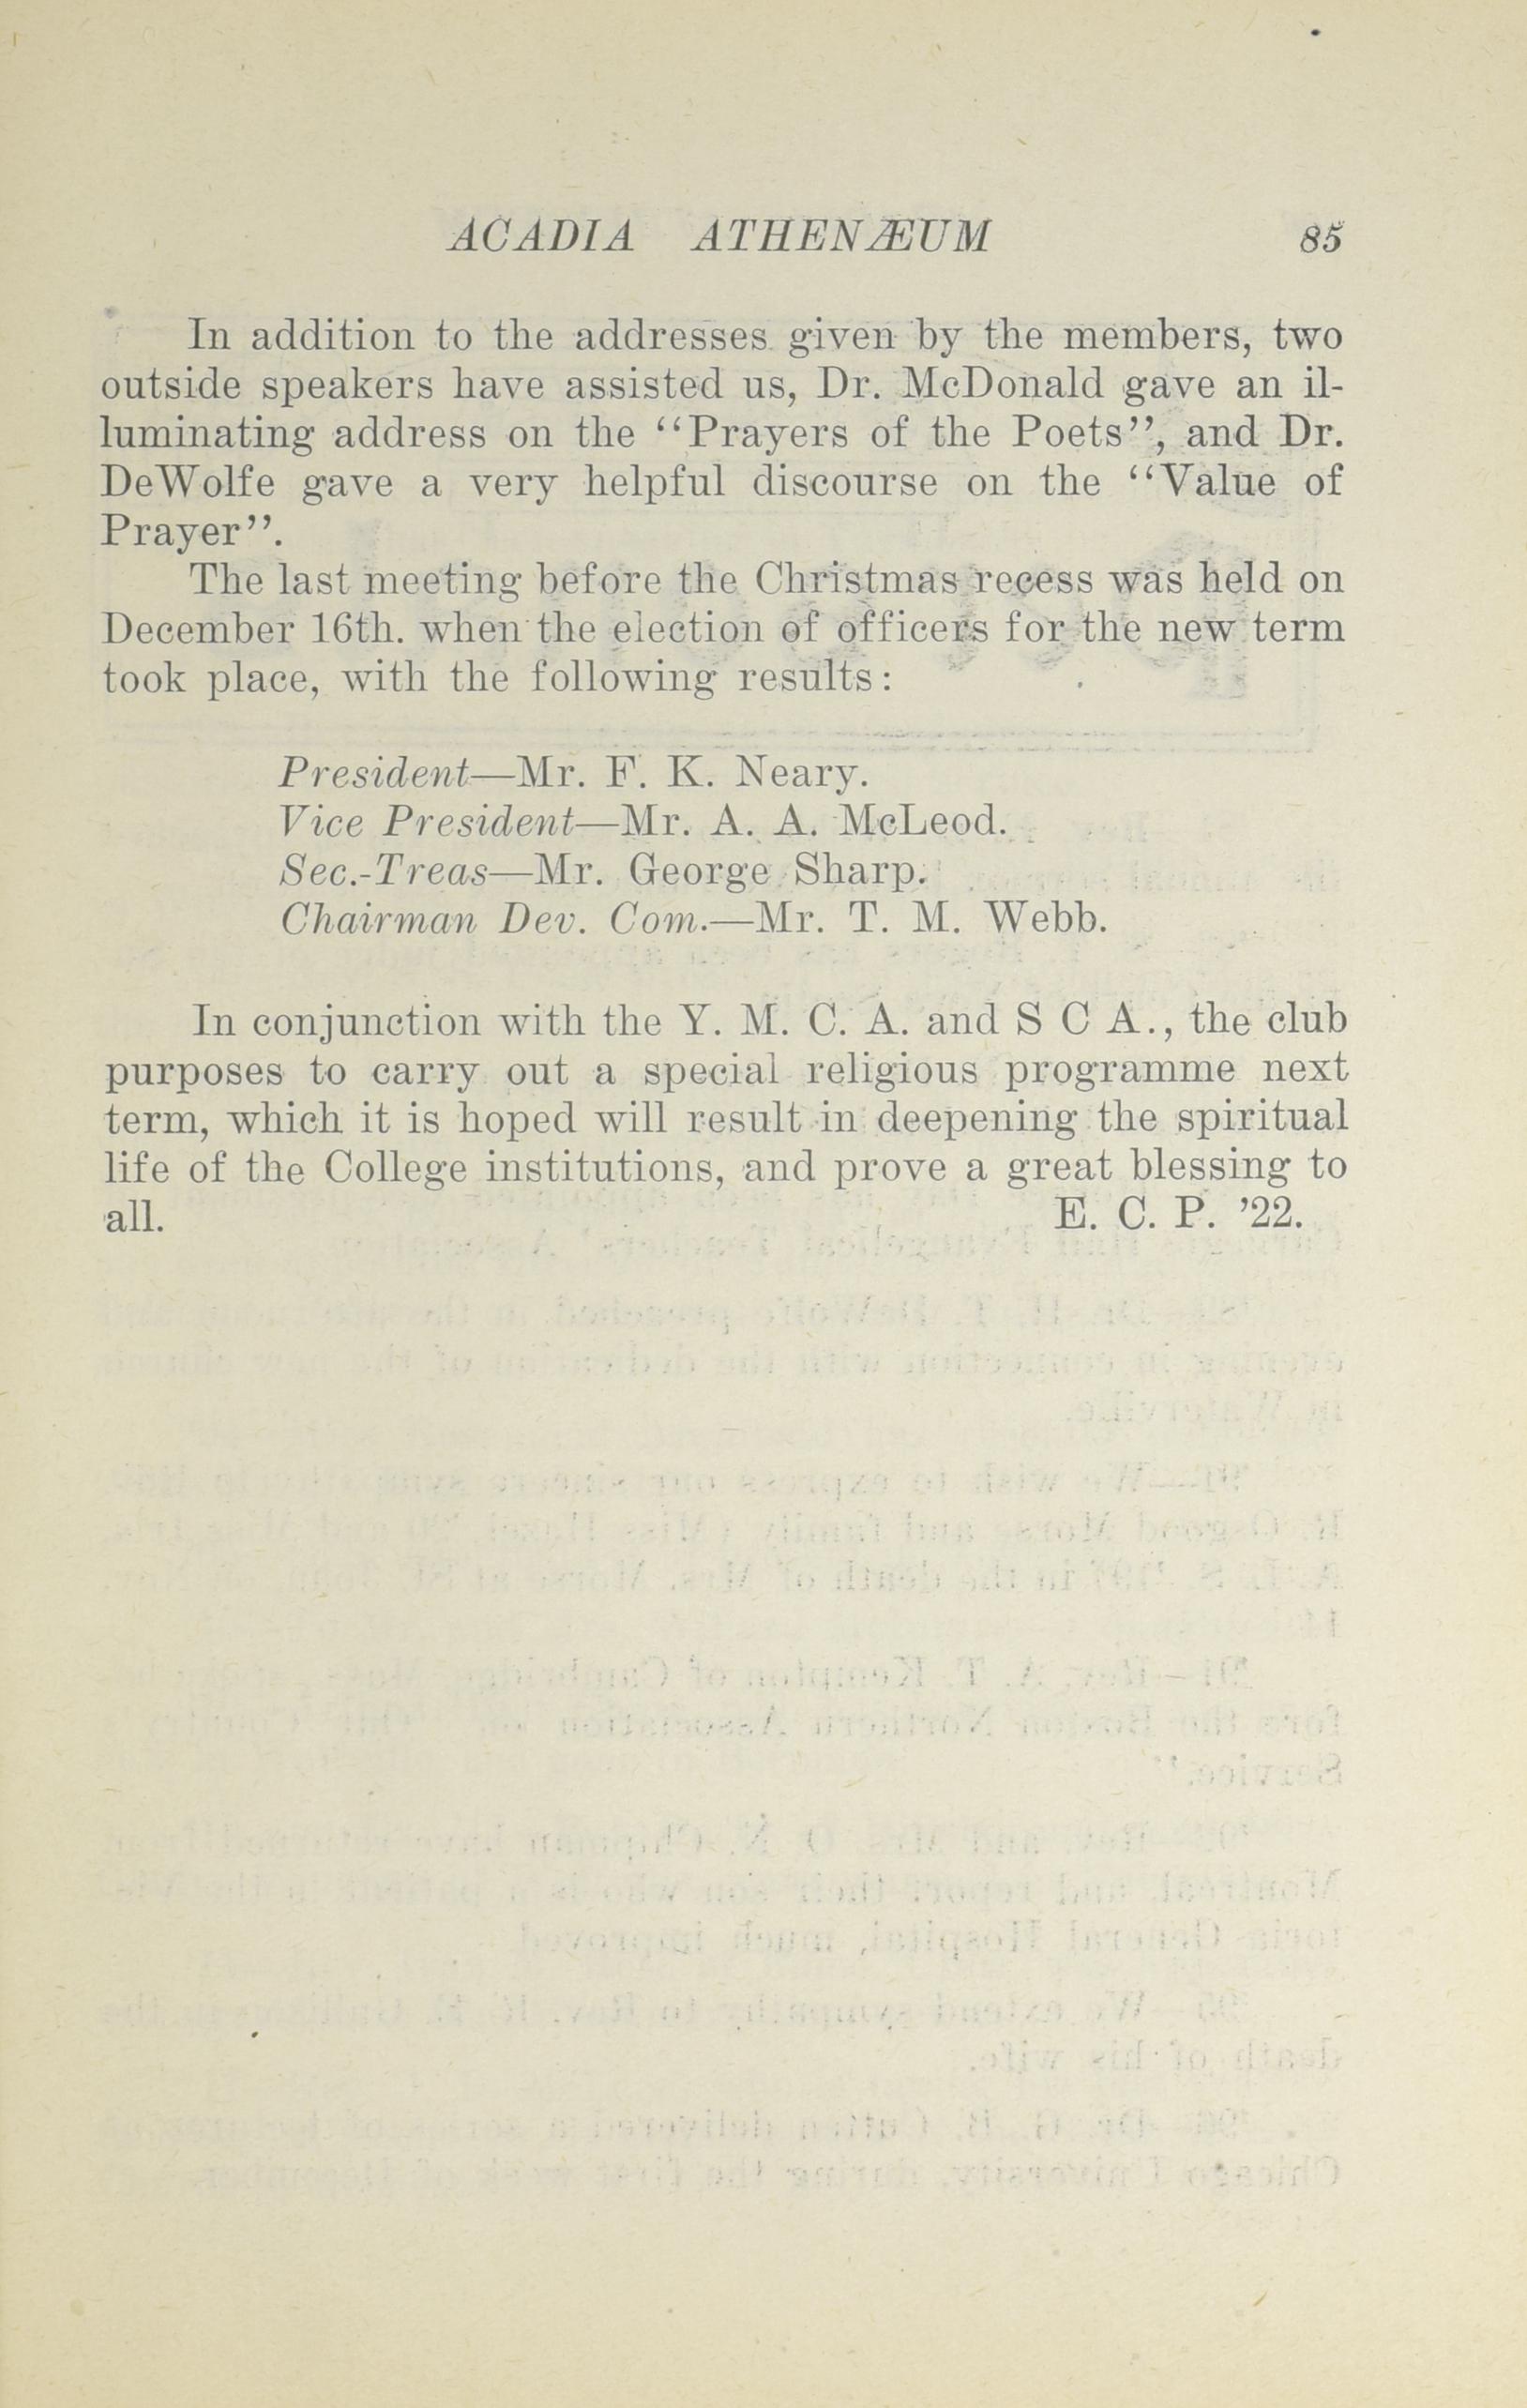 ACADIA ATHENÆUM 85
In addition to the addresses given by the members, two
outside speakers have assisted us, Dr. McDonald gave an il-
luminating address on the “Prayers of the Poets”, and Dr.
DeWolfe gave a very helpful discourse on the “Value of
Prayer”.
The last meeting before the Christmas recess was held on
December 16th. when the election of officers for the new term
took place, with the following results:
President—Mr. F. K. Neary.
Vice President—Mr. A. A. McLeod.
Sec.-Treas—Mr. George Sharp.
Chairman Dev. Com.—Mr. T. M. Webb.
In conjunction with the Y. M. C. A. and S C A., the club
purposes to carry out a special religious programme next
term, which it is hoped will result in deepening the spiritual
life of the College institutions, and prove a great blessing to
all. E. C. P. ’22.